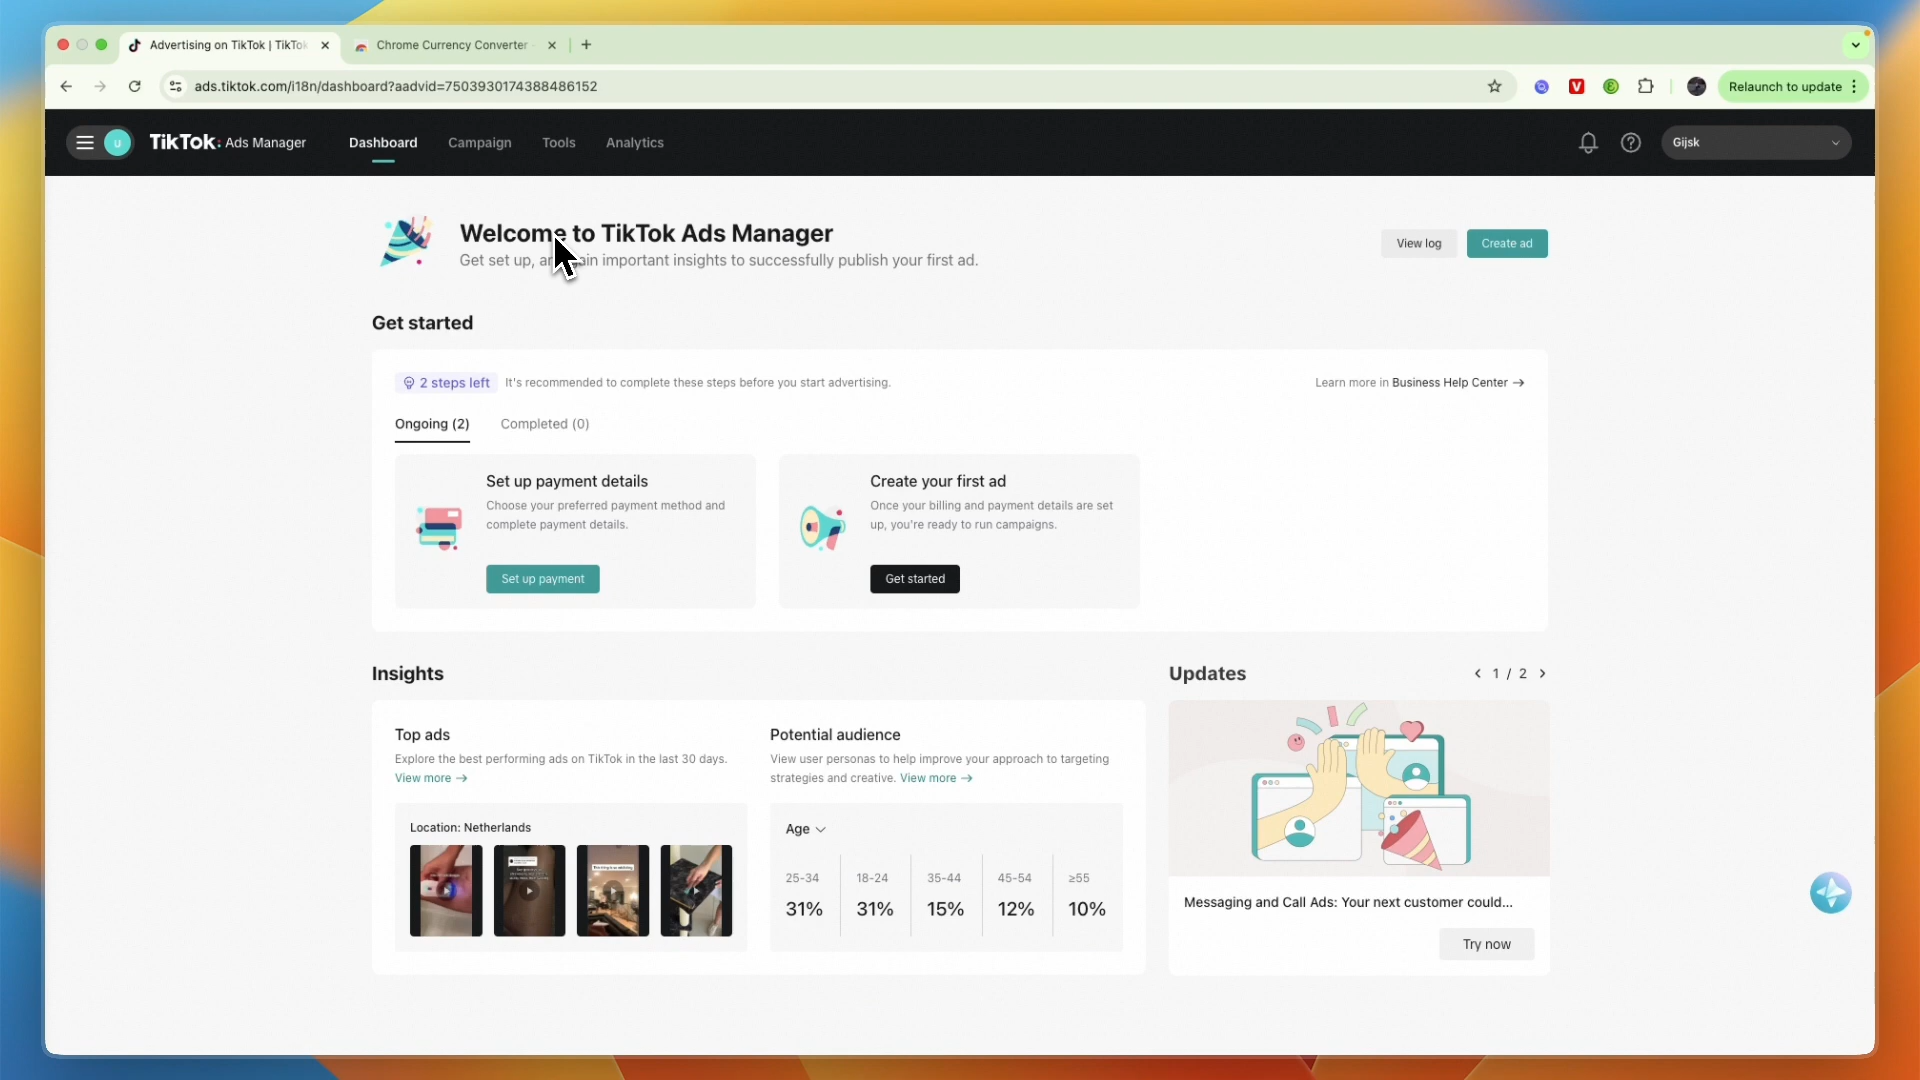 Advertising on TikTok | TikTo
Chrome Currency Converter
ads.tiktok.com/i18n/dashboard?aadvid=7503930174388486152
Relaunch to update
u
TikTok: Ads Manager
Dashboard
Campaign
Tools
Analytics
Gijsk
Welcome to TikTok Ads Manager
Get set up, and gain important insights to successfully publish your first ad.
View log
Create ad
Get started
2 steps left
It's recommended to complete these steps before you start advertising.
Learn more in Business Help Center →
Ongoing (2)
Completed (0)
Set up payment details
Choose your preferred payment method and
complete payment details.
Set up payment
Create your first ad
Once your billing and payment details are set
up, you're ready to run campaigns.
Get started
Insights
Updates
1 / 2
Top ads
Explore the best performing ads on TikTok in the last 30 days.
View more →
Potential audience
View user personas to help improve your approach to targeting
strategies and creative. View more →
Location: Netherlands
Age
25-34
18-24
35-44
45-54
≥55
31%
31%
15%
12%
10%
Messaging and Call Ads: Your next customer could...
Try now